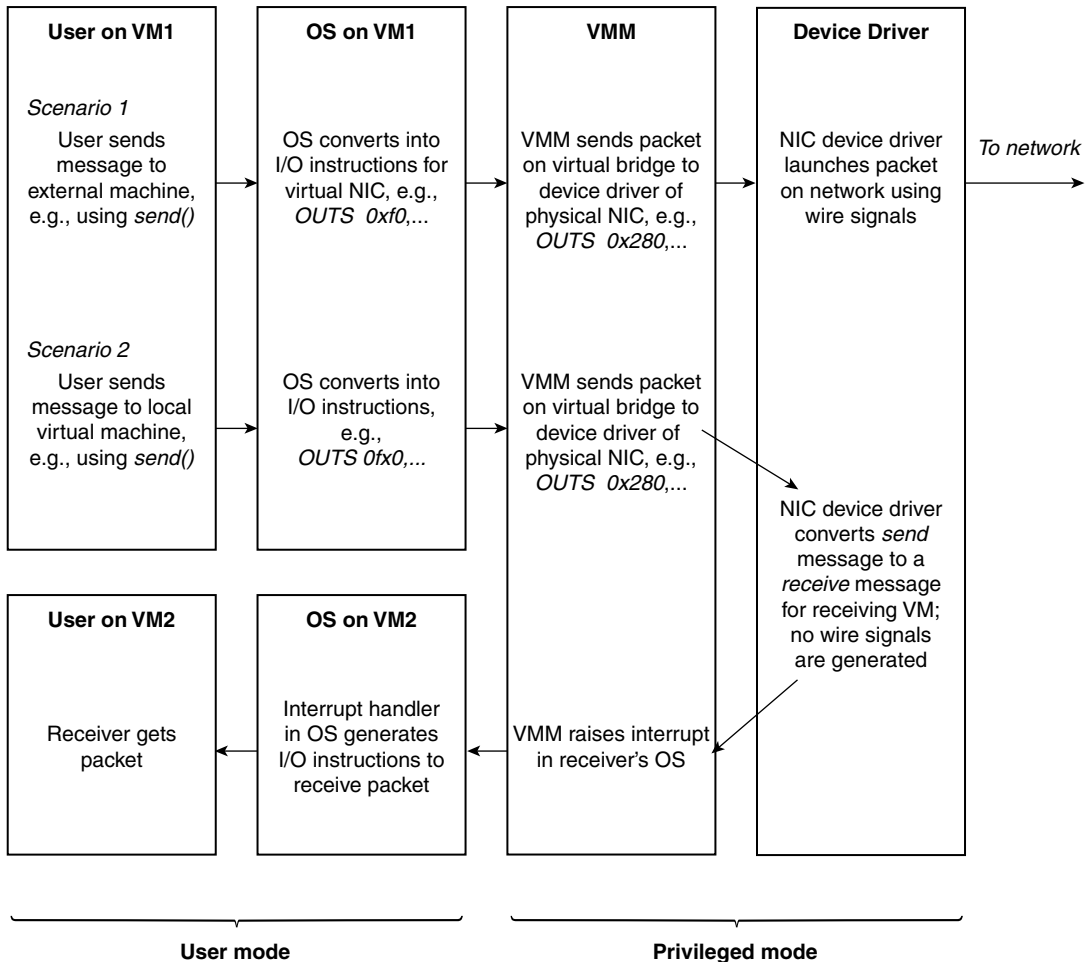 User on VM1
Scenario 1
User sends
message to
external machine,
e.g., using send()
Scenario 2
User sends
message to local
virtual machine,
e.g., using send()
OS on VM1
OS converts into
I/O instructions for
virtual NIC, e.g.,
OUTS 0xf0,...
OS converts into
I/O instructions,
e.g.,
OUTS 0fx0,...
VMM
VMM sends packet
on virtual bridge to
device driver of
physical NIC, e.g.,
OUTS 0x280,...
VMM sends packet
on virtual bridge to
device driver of
physical NIC, e.g.,
OUTS 0x280,...
VMM raises interrupt
in receiver's OS
Device Driver
NIC device driver
launches packet
on network using
wire signals
NIC device driver
converts send
message to a
receive message
for receiving VM;
no wire signals
are generated
To network
User on VM2
Receiver gets
packet
OS on VM2
Interrupt handler
in OS generates
I/O instructions to
receive packet
User mode
Privileged mode